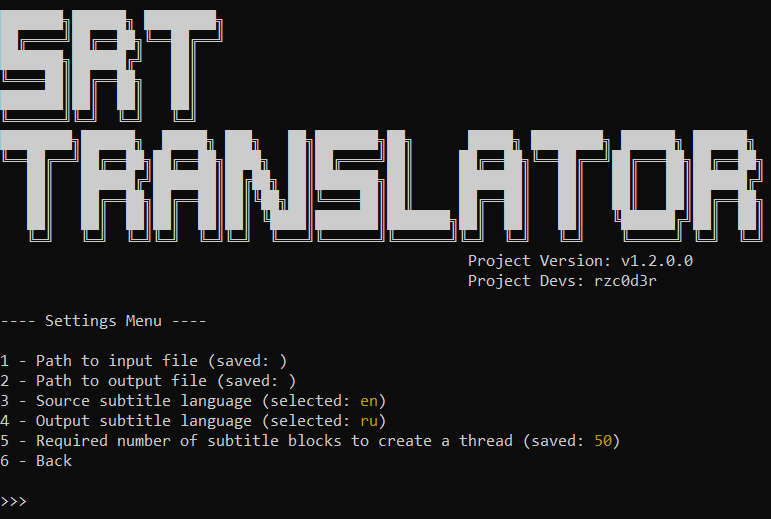 SRT
TRANSLATOR
Project Version: v1.2.0.0
Project Devs: rzc0d3r
---- Settings Menu ----
1 - Path to input file (saved: )
2 - Path to output file (saved: )
3 - Source subtitle language (selected: en)
4 - Output subtitle language (selected: ru)
5 - Required number of subtitle blocks to create a thread (saved: 50)
6 - Back
>>>